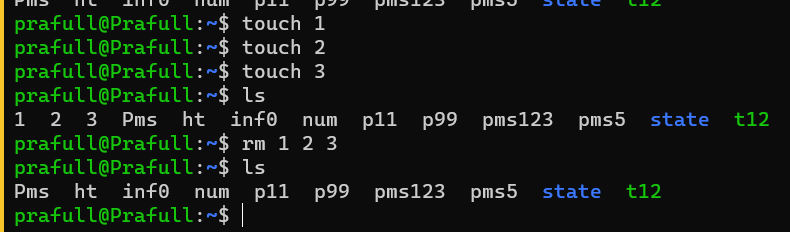 Pms  ht  inf0  num  p11  p99  pms123  pms5  state  t12
prafull@Prafull:~$ touch 1
prafull@Prafull:~$ touch 2
prafull@Prafull:~$ touch 3
prafull@Prafull:~$ ls
1  2  3  Pms  ht  inf0  num  p11  p99  pms123  pms5  state  t12
prafull@Prafull:~$ rm 1 2 3
prafull@Prafull:~$ ls
Pms  ht  inf0  num  p11  p99  pms123  pms5  state  t12
prafull@Prafull:~$